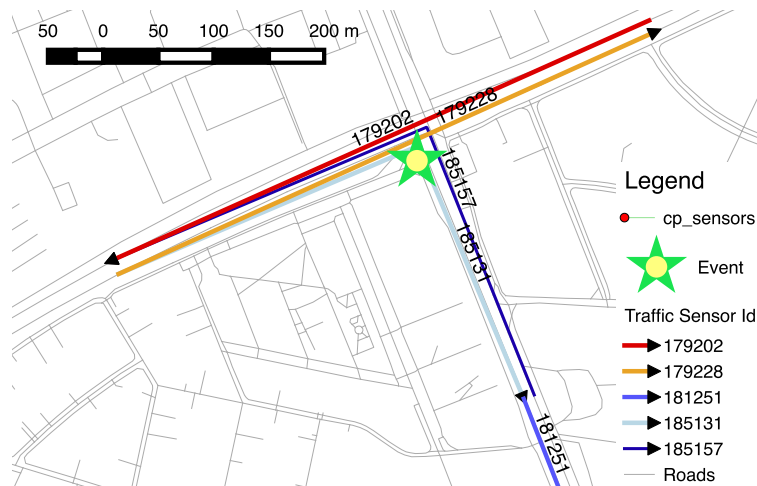 50 0 50 100 150 200 m
179202
179228
185157
185131
181251
Legend
cp_sensors
Event
Traffic Sensor Id
179202
179228
181251
185131
185157
Roads